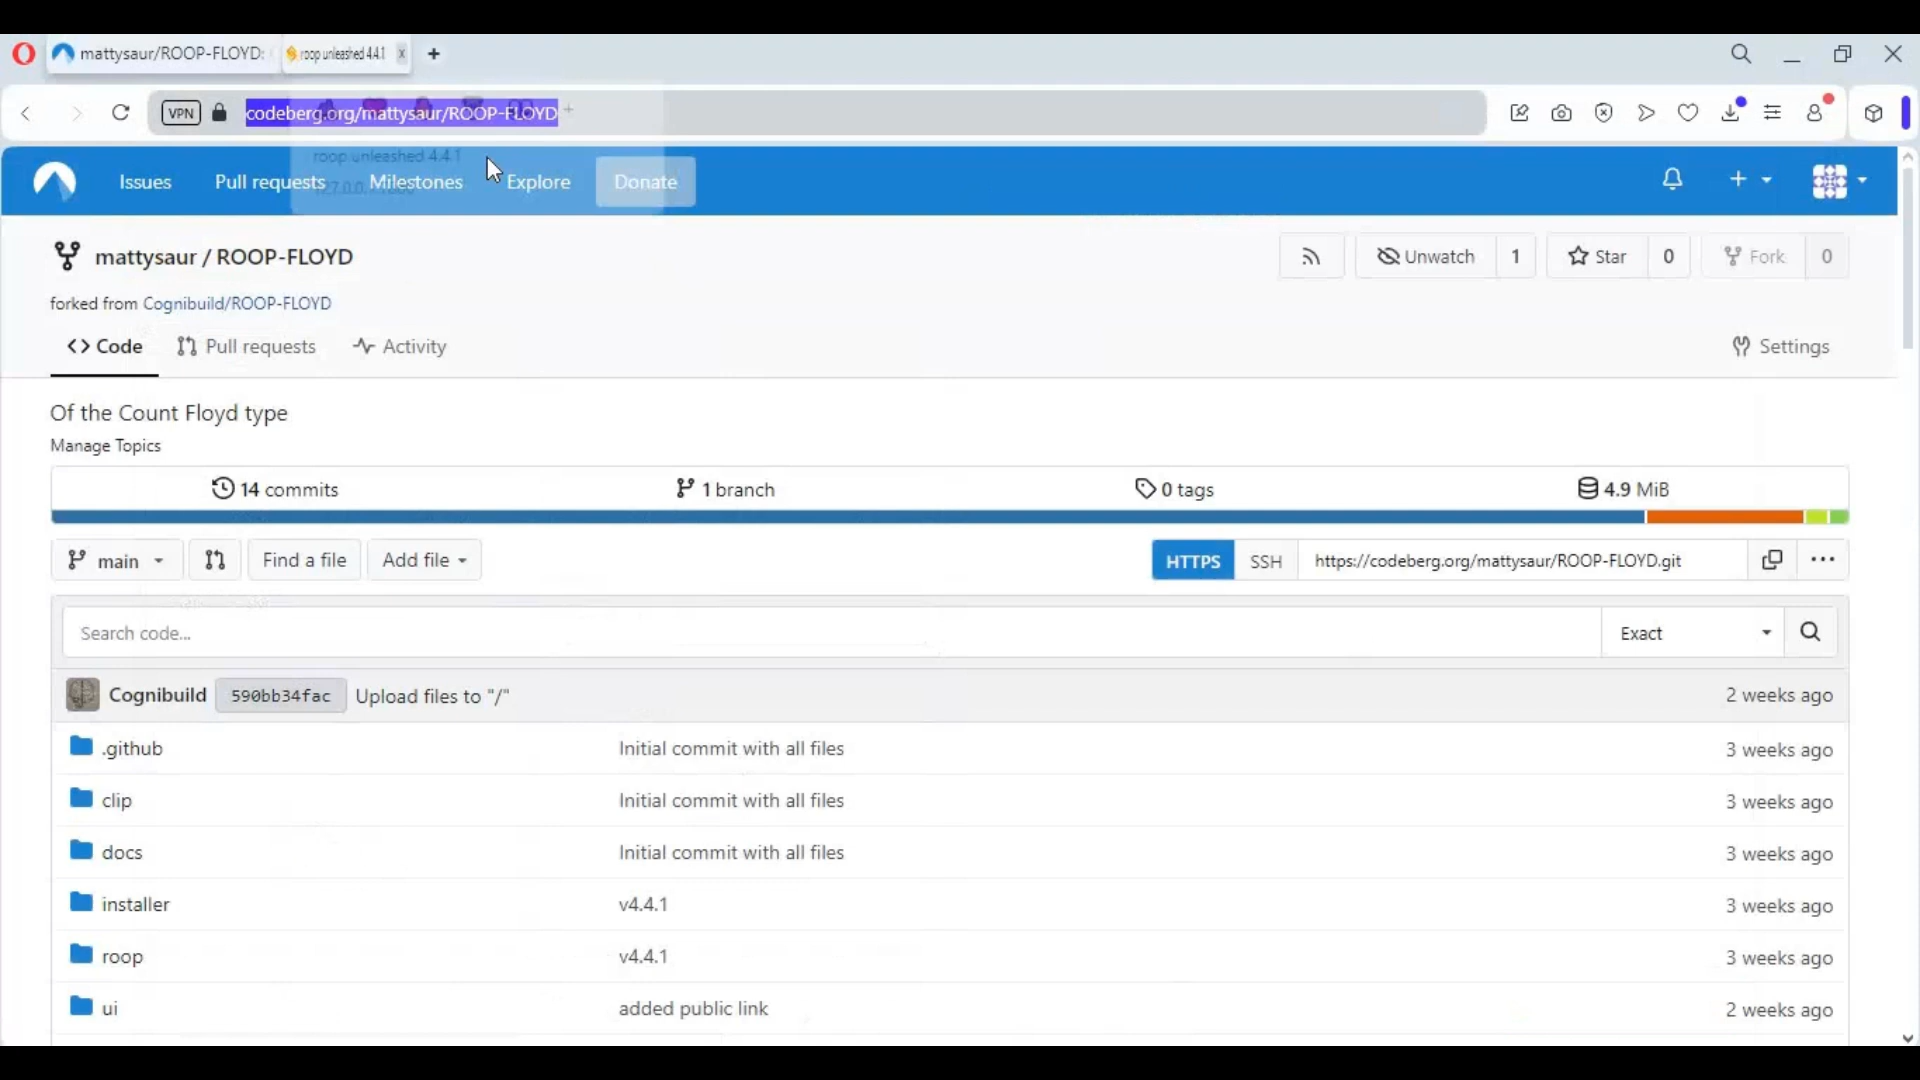 mattysaur/ROOP-FLOYD:
roop unleashed 4.4.1
VPN
codeberg.org/mattysaur/ROOP-FLOYD
roop unleashed 4.4.1
Issues
Pull requests
Milestones
Explore
Donate
mattysaur / ROOP-FLOYD
Unwatch
1
Star
0
Fork
0
forked from Cognibuild/ROOP-FLOYD
Code
Pull requests
Activity
Settings
Of the Count Floyd type
Manage Topics
14 commits
1 branch
0 tags
4.9 MiB
main
Find a file
Add file
HTTPS
SSH
https://codeberg.org/mattysaur/ROOP-FLOYD.git
Search code...
Exact
Cognibuild
590bb34fac
Upload files to "/"
2 weeks ago
.github
Initial commit with all files
3 weeks ago
clip
Initial commit with all files
3 weeks ago
docs
Initial commit with all files
3 weeks ago
installer
v4.4.1
3 weeks ago
roop
v4.4.1
3 weeks ago
ui
added public link
2 weeks ago